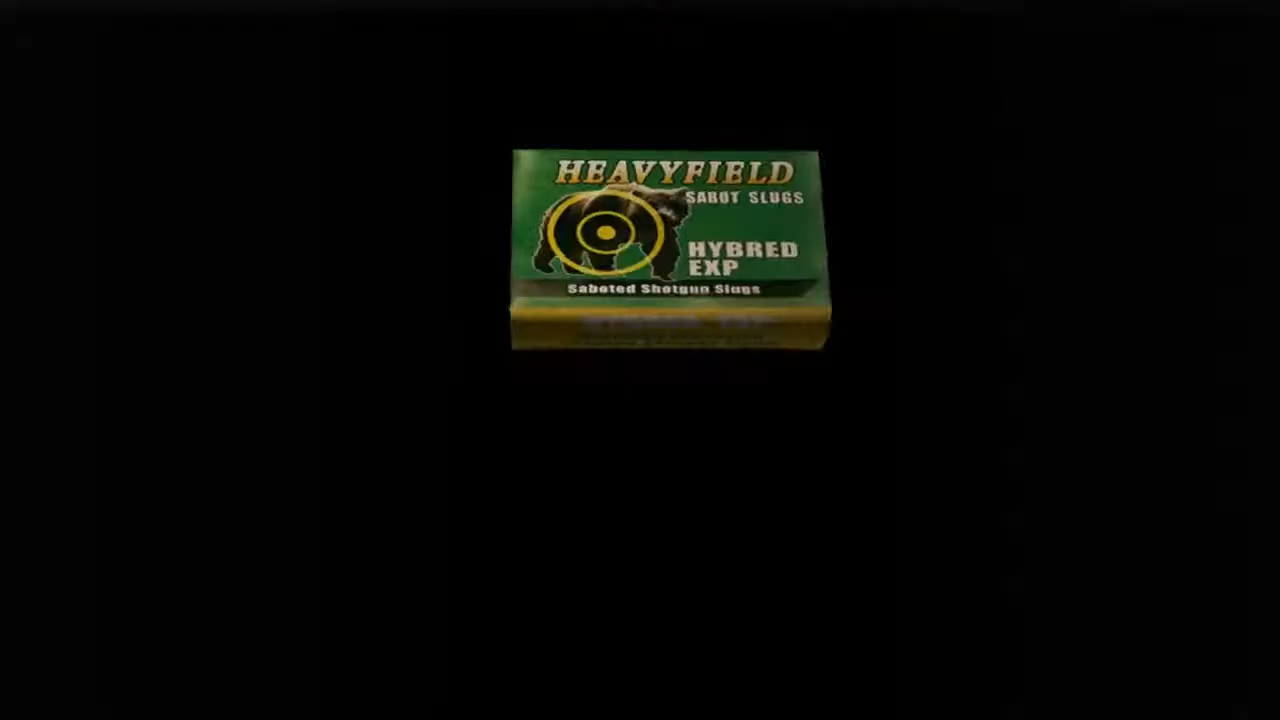 HEAVYFIELD
SABOT SLUGS
HYBRED
EXP
Saboted Shotgun Slugs